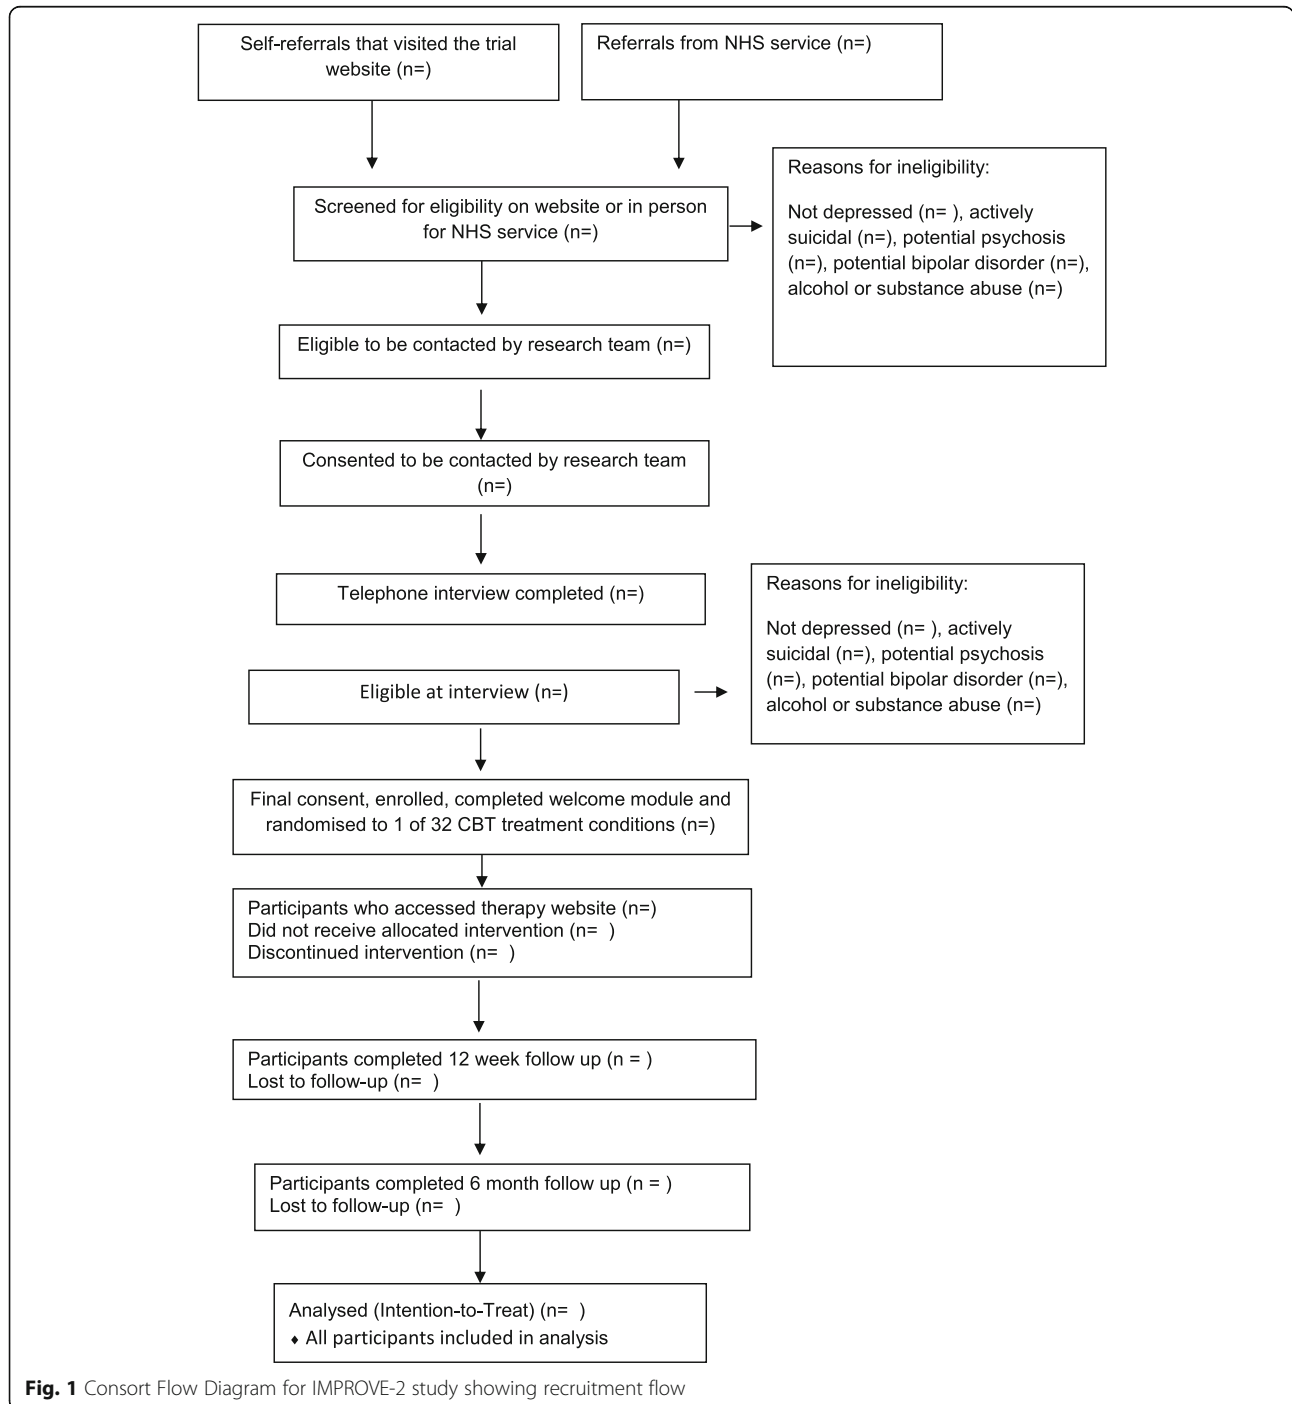 Self-referrals that visited the trial
website (n=)
Referrals from NHS service (n=)
Reasons for ineligibility:
Not depressed (n= ), actively
suicidal (n=), potential psychosis
(n=), potential bipolar disorder (n=),
alcohol or substance abuse (n=)
Screened for eligibility on website or in person
for NHS service (n=)
Eligible to be contacted by research team (n=)
Consented to be contacted by research team
(n=)
Telephone interview completed (n=)
Reasons for ineligibility:
Not depressed (n= ), actively
suicidal (n=), potential psychosis
(n=), potential bipolar disorder (n=),
alcohol or substance abuse (n=)
Eligible at interview (n=)
Final consent, enrolled, completed welcome module and
randomised to 1 of 32 CBT treatment conditions (n=)
Participants who accessed therapy website (n=)
Did not receive allocated intervention (n=  )
Discontinued intervention (n=  )
Participants completed 12 week follow up (n = )
Lost to follow-up (n=  )
Participants completed 6 month follow up (n = )
Lost to follow-up (n=  )
Analysed (Intention-to-Treat) (n=  )
♦ All participants included in analysis
Fig. 1 Consort Flow Diagram for IMPROVE-2 study showing recruitment flow